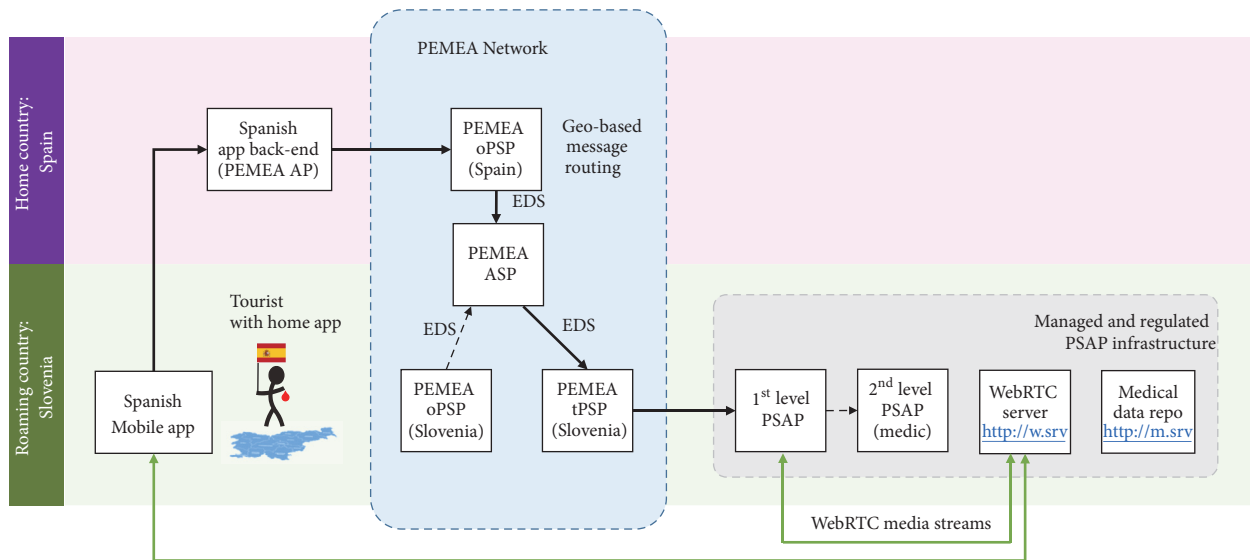 PEMEA Network
Home country:
Spain
Spanish
app back-end
(PEMEA AP)
PEMEA
oPSP
(Spain)
Geo-based
message
routing
EDS
PEMEA
ASP
Roaming country:
Slovenia
Tourist
with home app
EDS
EDS
Managed and regulated
PSAP infrastructure
Spanish
Mobile app
PEMEA
oPSP
(Slovenia)
PEMEA
tPSP
(Slovenia)
1st level
PSAP
2nd level
PSAP
(medic)
WebRTC
server
http://w.srv
Medical
data repo
http://m.srv
WebRTC media streams